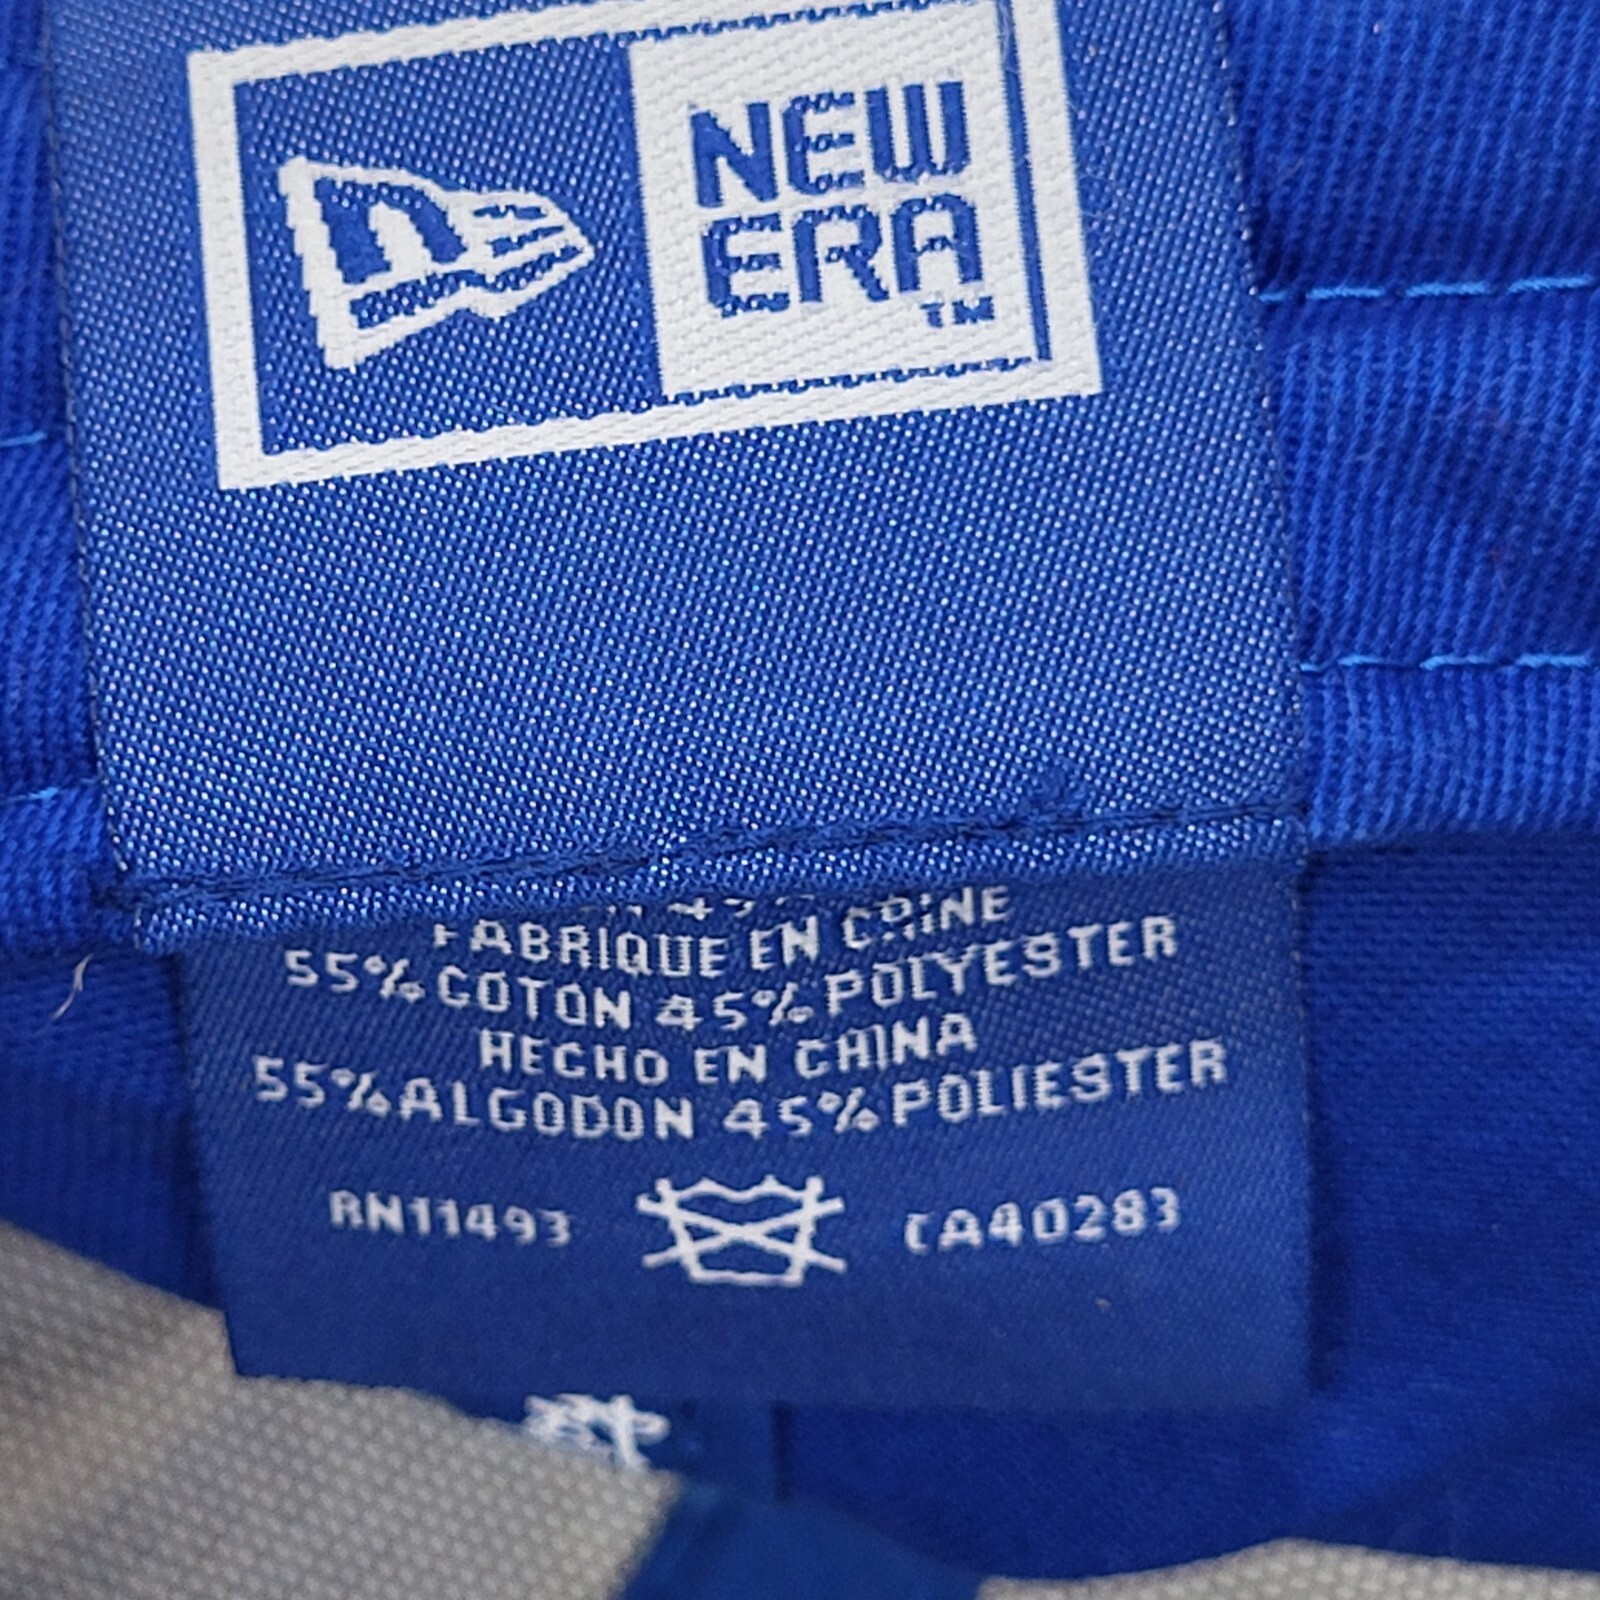 NEW
ERA
™
FABRIQUE EN CHINE
55% COTON 45% POLYESTER
HECHO EN CHINA
55% ALGODON 45% POLIESTER
RN11493 CA40283